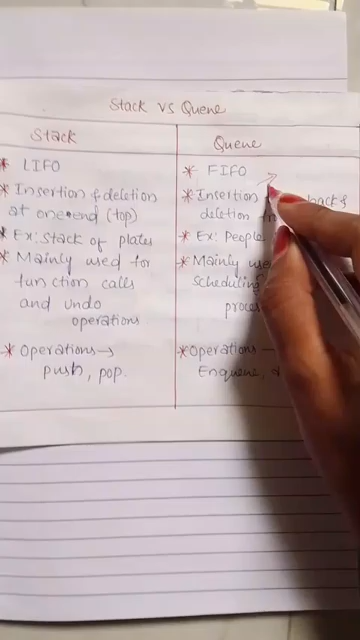 Stack vs Queue
Stack
* LIFO
* Insertion & deletion
at one end (top)
* Ex: Stack of plates
* Mainly used for
function calls
and undo
operations
* Operations →
push, pop.
Queue
* FIFO
* Insertion back &
deletion
* Ex: People
* Mainly used
scheduling
* Operations
Enqueue,